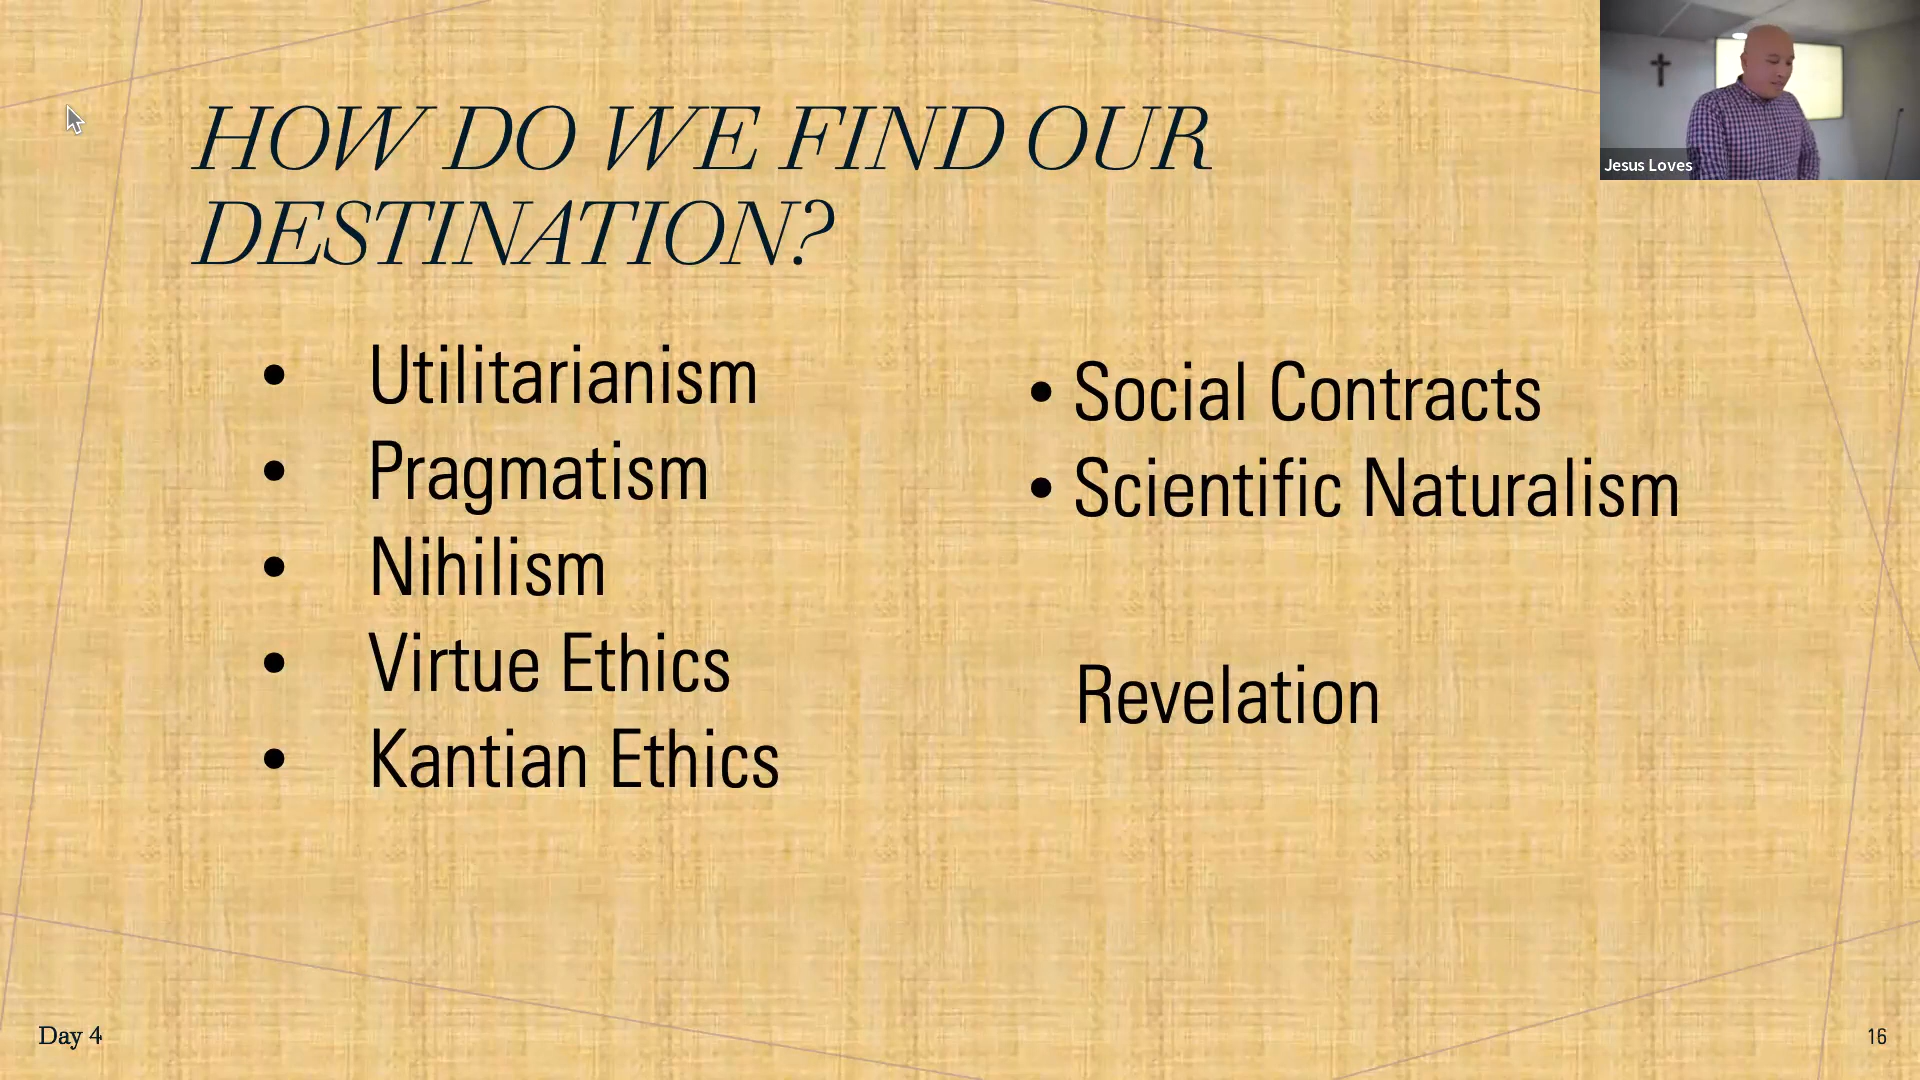 HOW DO WE FIND OUR
DESTINATION?
• Utilitarianism
• Pragmatism
• Nihilism
• Virtue Ethics
• Kantian Ethics
• Social Contracts
• Scientific Naturalism
Revelation
Jesus Loves
Day 4
16